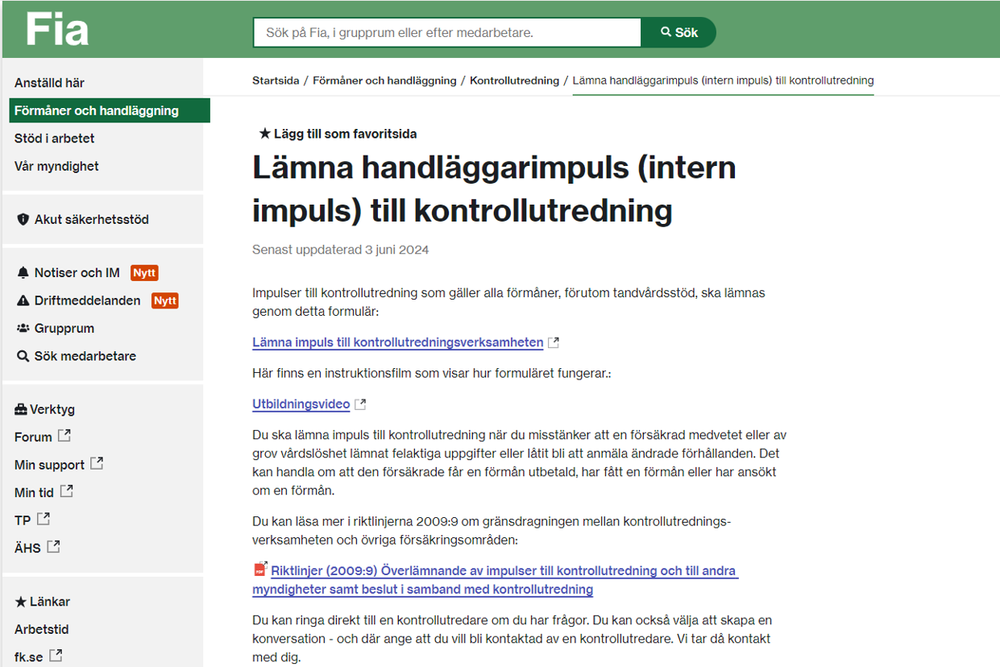 Fia
Sök på Fia, i grupprum eller efter medarbetare.
Sök
Anställd här
Förmåner och handläggning
Stöd i arbetet
Vår myndighet
Akut säkerhetsstöd
Notiser och IM Nytt
Driftmeddelanden Nytt
Grupprum
Sök medarbetare
Verktyg
Forum
Min support
Min tid
TP
ÄHS
Länkar
Arbetstid
fk.se
Startsida / Förmåner och handläggning / Kontrollutredning / Lämna handläggarimpuls (intern impuls) till kontrollutredning
Lägg till som favoritsida
Lämna handläggarimpuls (intern
impuls) till kontrollutredning
Senast uppdaterad 3 juni 2024
Impulser till kontrollutredning som gäller alla förmåner, förutom tandvårdsstöd, ska lämnas
genom detta formulär:
Lämna impuls till kontrollutredningsverksamheten
Här finns en instruktionsfilm som visar hur formuläret fungerar.:
Utbildningsvideo
Du ska lämna impuls till kontrollutredning när du misstänker att en försäkrad medvetet eller av
grov vårdslöshet lämnat felaktiga uppgifter eller låtit bli att anmäla ändrade förhållanden. Det
kan handla om att den försäkrade får en förmån utbetald, har fått en förmån eller har ansökt
om en förmån.
Du kan läsa mer i riktlinjerna 2009:9 om gränsdragningen mellan kontrollutrednings-
verksamheten och övriga försäkringsområden:
PDF Riktlinjer (2009:9) Överlämnande av impulser till kontrollutredning och till andra
myndigheter samt beslut i samband med kontrollutredning
Du kan ringa direkt till en kontrollutredare om du har frågor. Du kan också välja att skapa en
konversation - och där ange att du vill bli kontaktad av en kontrollutredare. Vi tar då kontakt
med dig.